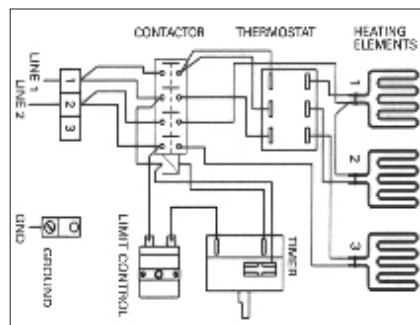 CONTACTOR
THERMOSTAT
HEATING
ELEMENTS
LINE 1
LINE 2
1
2
3
1
2
3
GND
GROUND
LIMIT CONTROL
TIMER